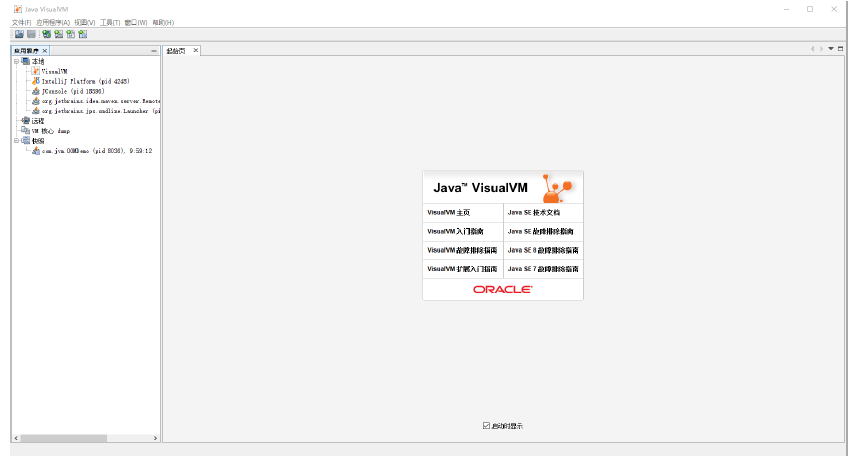 Java VisualVM
文件(F) 应用程序(A) 视图(V) 工具(T) 窗口(W) 帮助(H)
应用程序
起始页
本地
VisualVM
IntelliJ Platform (pid 4248)
JConsole (pid 18896)
org.jetbrains.idea.maven.server.Remote
org.jetbrains.jps.cmdline.Launcher (pi
远程
VM 核心 dump
快照
com.jvm.OOMDemo (pid 8036), 9:59:12
Java™ VisualVM
VisualVM 主页
Java SE 技术文档
VisualVM 入门指南
Java SE 故障排除指南
VisualVM 故障排除指南
Java SE 8 故障排除指南
VisualVM 扩展入门指南
Java SE 7 故障排除指南
ORACLE
启动时显示